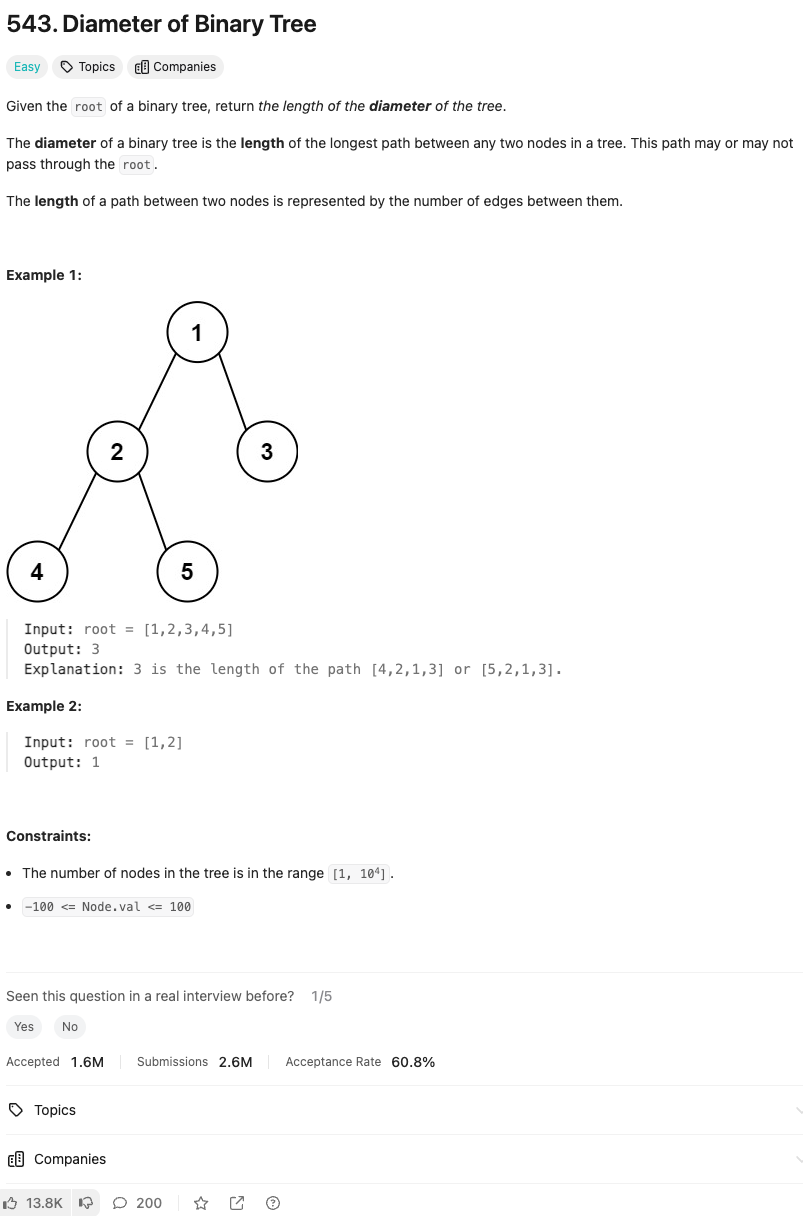 543. Diameter of Binary Tree
Easy Topics Companies
Given the root of a binary tree, return the length of the diameter of the tree.
The diameter of a binary tree is the length of the longest path between any two nodes in a tree. This path may or may not
pass through the root.
The length of a path between two nodes is represented by the number of edges between them.
Example 1:
1
2 3
4 5
Input: root = [1,2,3,4,5]
Output: 3
Explanation: 3 is the length of the path [4,2,1,3] or [5,2,1,3].
Example 2:
Input: root = [1,2]
Output: 1
Constraints:
• The number of nodes in the tree is in the range [1, 10⁴].
• -100 <= Node.val <= 100
Seen this question in a real interview before? 1/5
Yes No
Accepted 1.6M Submissions 2.6M Acceptance Rate 60.8%
Topics
Companies
13.8K 200